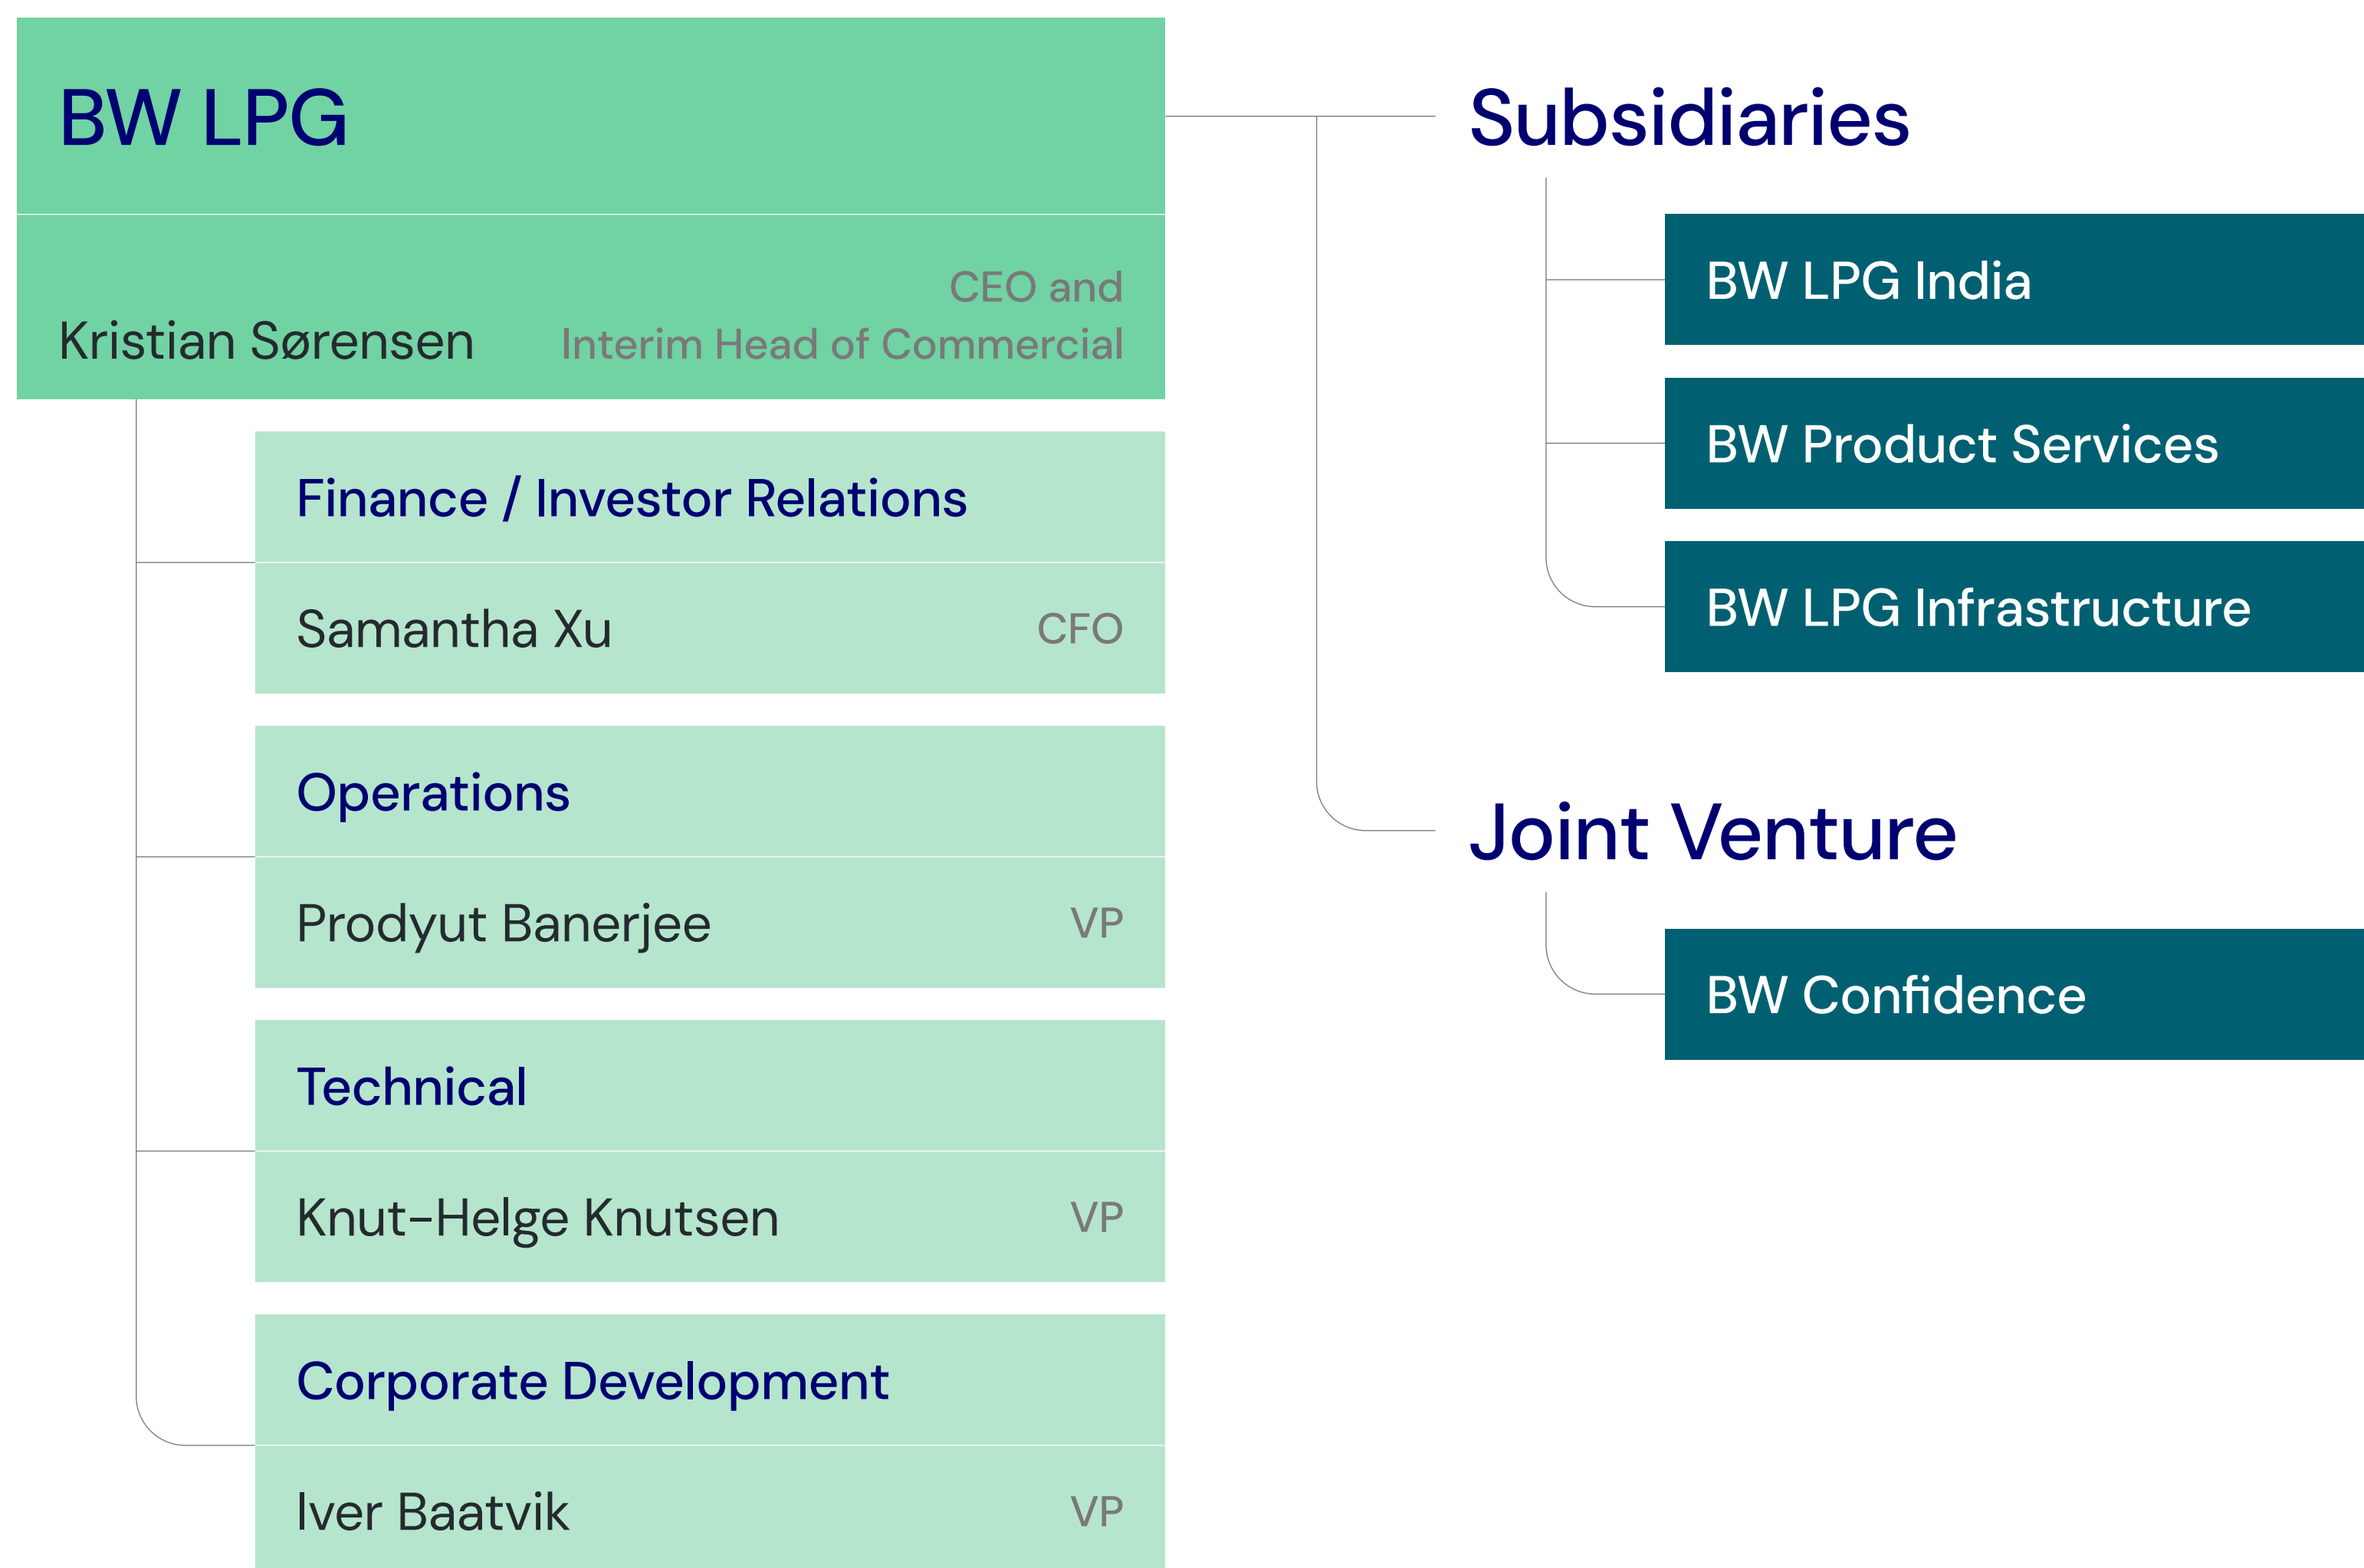 BW LPG
CEO and
Kristian Sørensen Interim Head of Commercial
Finance / Investor Relations
Samantha Xu CFO
Operations
Prodyut Banerjee VP
Technical
Knut-Helge Knutsen VP
Corporate Development
Iver Baatvik VP
Subsidiaries
BW LPG India
BW Product Services
BW LPG Infrastructure
Joint Venture
BW Confidence